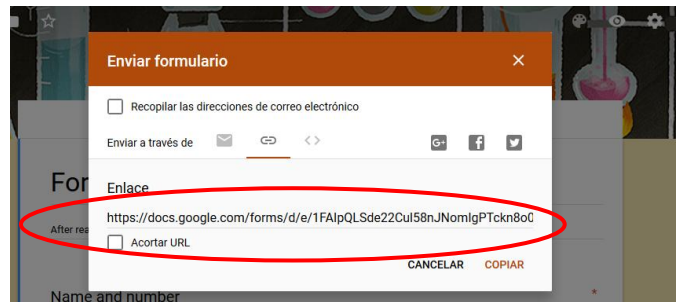 Enviar formulario
Recopilar las direcciones de correo electrónico
Enviar a través de
G+
For
Enlace
https://docs.google.com/forms/d/e/1FAIpQLSde22CuI58nJNomIgPTckn8o0
After rea
Acortar URL
CANCELAR COPIAR
Name and number *